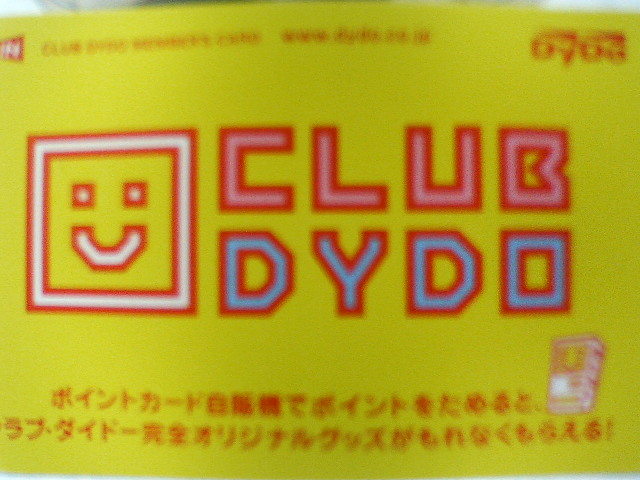 CLUB DYDO MEMBER'S CARD www.dydo.co.jp DyDo
CLUB
DYDO
ポイントカード自販機でポイントをためると、
クラブ・ダイドー完全オリジナルグッズがもれなくもらえる!